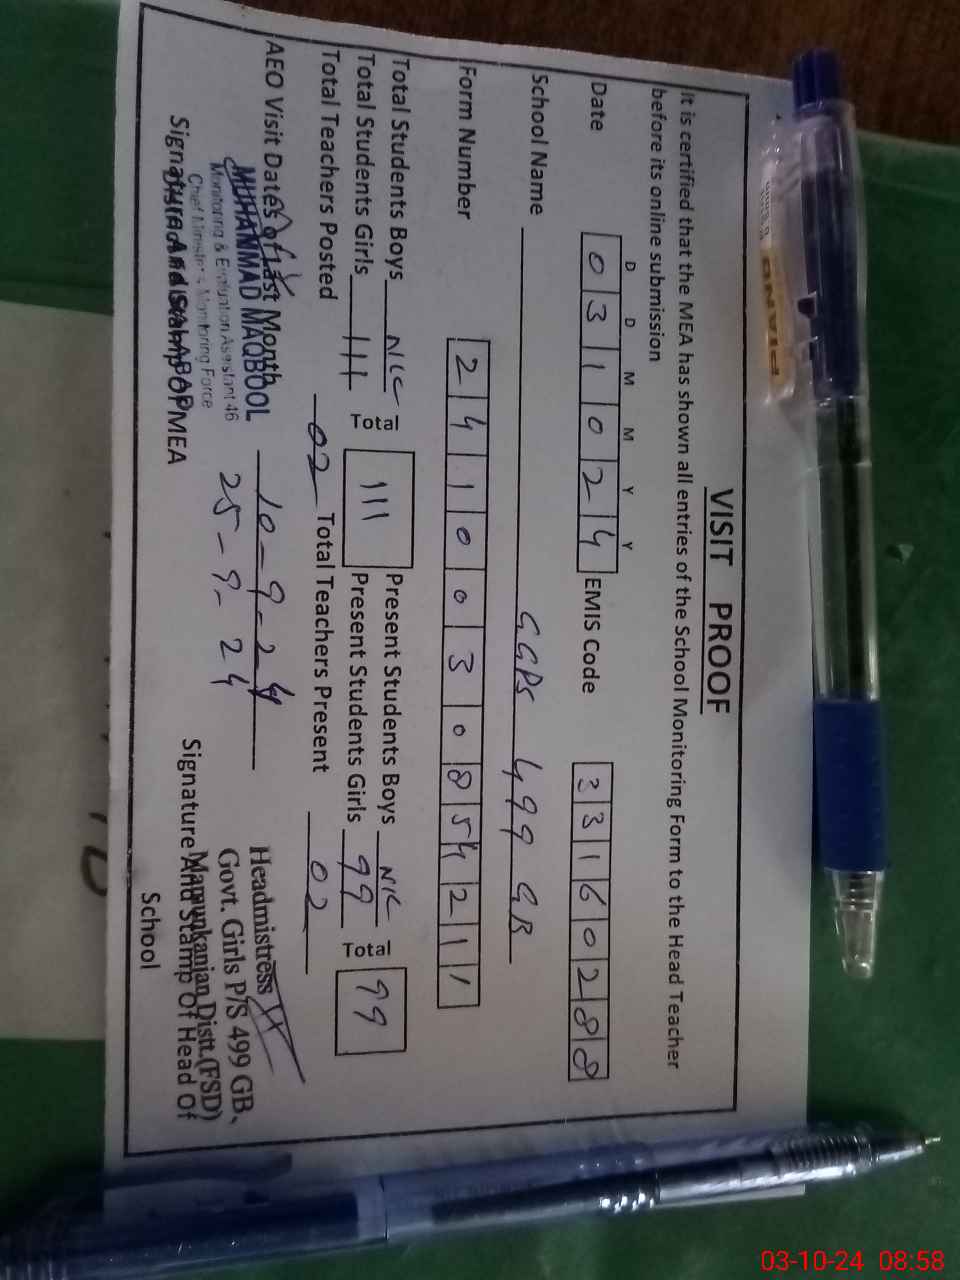 VISIT PROOF
It is certified that the MEA has shown all entries of the School Monitoring Form to the Head Teacher
before its online submission
D D M M Y Y
Date 0 3 1 0 2 4 EMIS Code 3 3 1 6 0 2 8 8
School Name GGPS 499 GB
Form Number 2 4 1 0 0 3 0 8 5 4 2 1 1
Total Students Boys NIL Total 111 Present Students Boys NIL Total 99
Total Students Girls 111 Present Students Girls 99
Total Teachers Posted 02 Total Teachers Present 02
AEO Visit Dates of Last Month 10-9-24
25-9-24
MUHAMMAD MAQBOOL
Monitoring & Evaluation Assistant 46
Chief Minister's Monitoring Force
Signature And Stamp Of MEA
Headmistress
Govt. Girls P/S 499 GB,
Mamunkanjan Distt.(FSD)
Signature And Stamp Of Head Of
School
PIANO
03-10-24 08:58